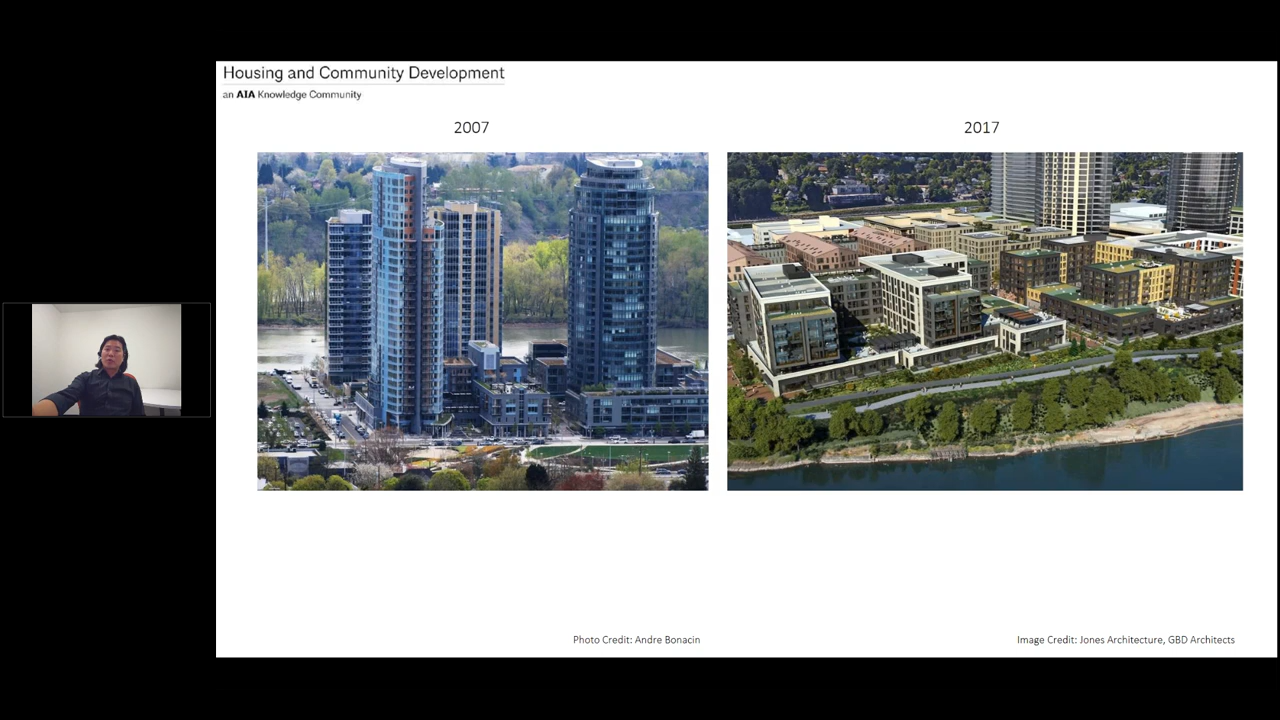 Housing and Community Development
an AIA Knowledge Community
2007
2017
Photo Credit: Andre Bonacin
Image Credit: Jones Architecture, GBD Architects